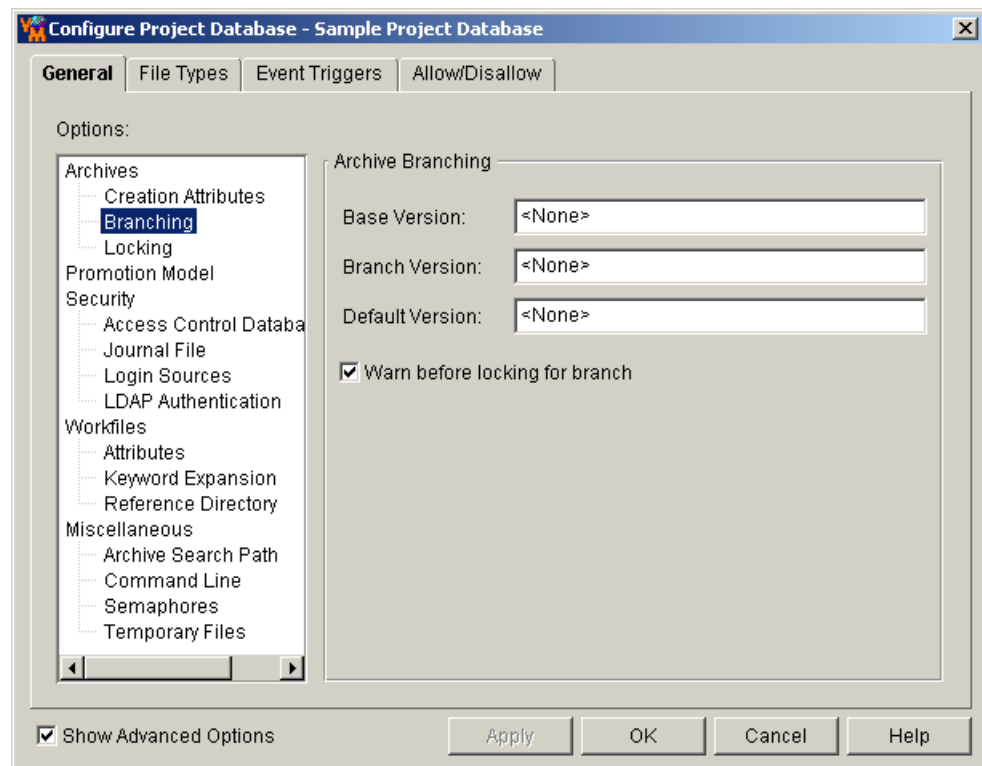 Configure Project Database - Sample Project Database
General
File Types
Event Triggers
Allow/Disallow
Options:
Archives
Creation Attributes
Branching
Locking
Promotion Model
Security
Access Control Databa
Journal File
Login Sources
LDAP Authentication
Workfiles
Attributes
Keyword Expansion
Reference Directory
Miscellaneous
Archive Search Path
Command Line
Semaphores
Temporary Files
Archive Branching
Base Version: <None>
Branch Version: <None>
Default Version: <None>
Warn before locking for branch
Show Advanced Options
Apply
OK
Cancel
Help